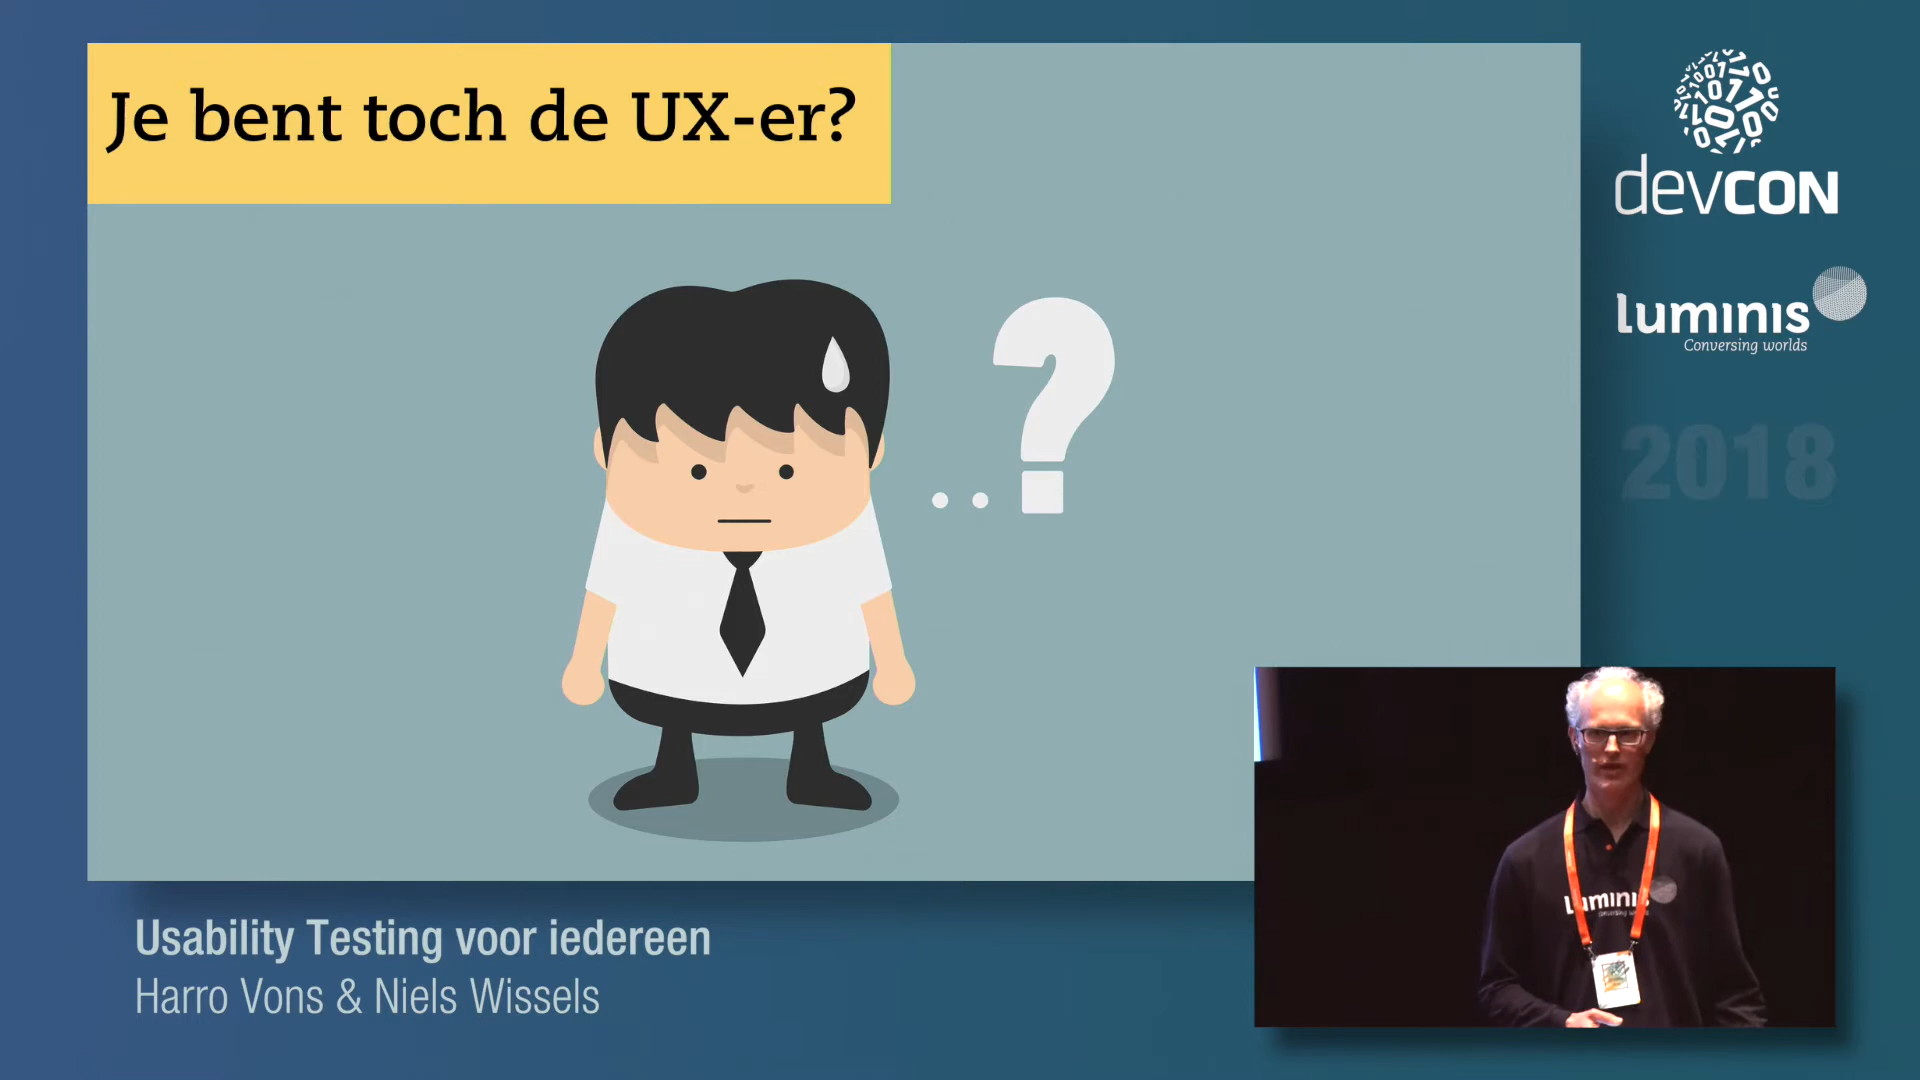 Je bent toch de UX-er?
..?
devcon
luminis
Conversing worlds
2018
Usability Testing voor iedereen
Harro Vons & Niels Wissels
Luminis